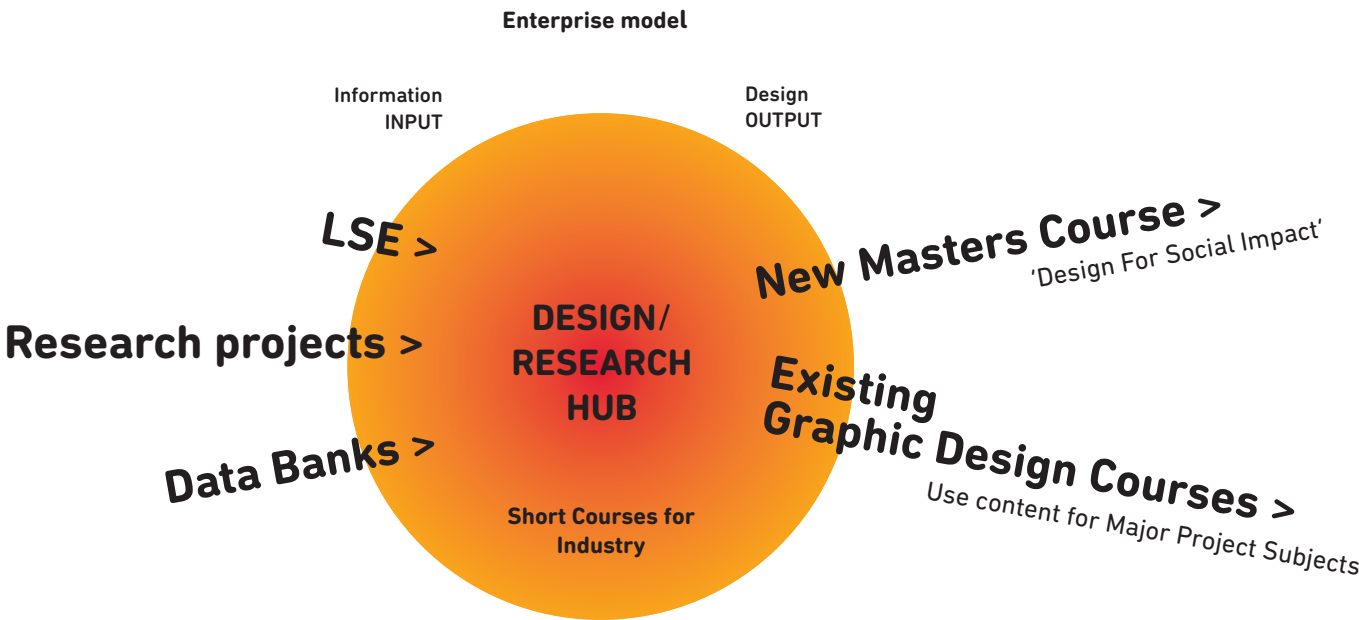 Enterprise model
Information
INPUT
Design
OUTPUT
LSE >
Research projects >
Data Banks >
DESIGN/
RESEARCH
HUB
Short Courses for
Industry
New Masters Course >
'Design For Social Impact'
Existing
Graphic Design Courses >
Use content for Major Project Subjects